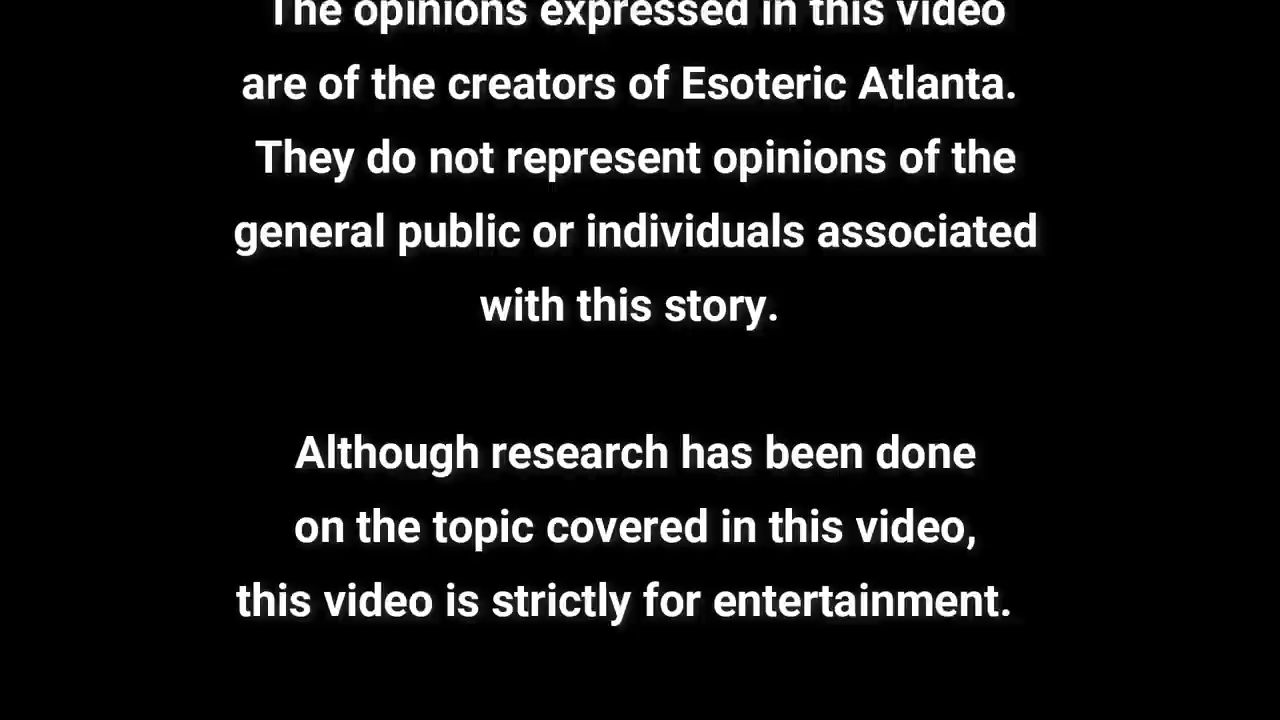 The opinions expressed in this video
are of the creators of Esoteric Atlanta.
They do not represent opinions of the
general public or individuals associated
with this story.
Although research has been done
on the topic covered in this video,
this video is strictly for entertainment.